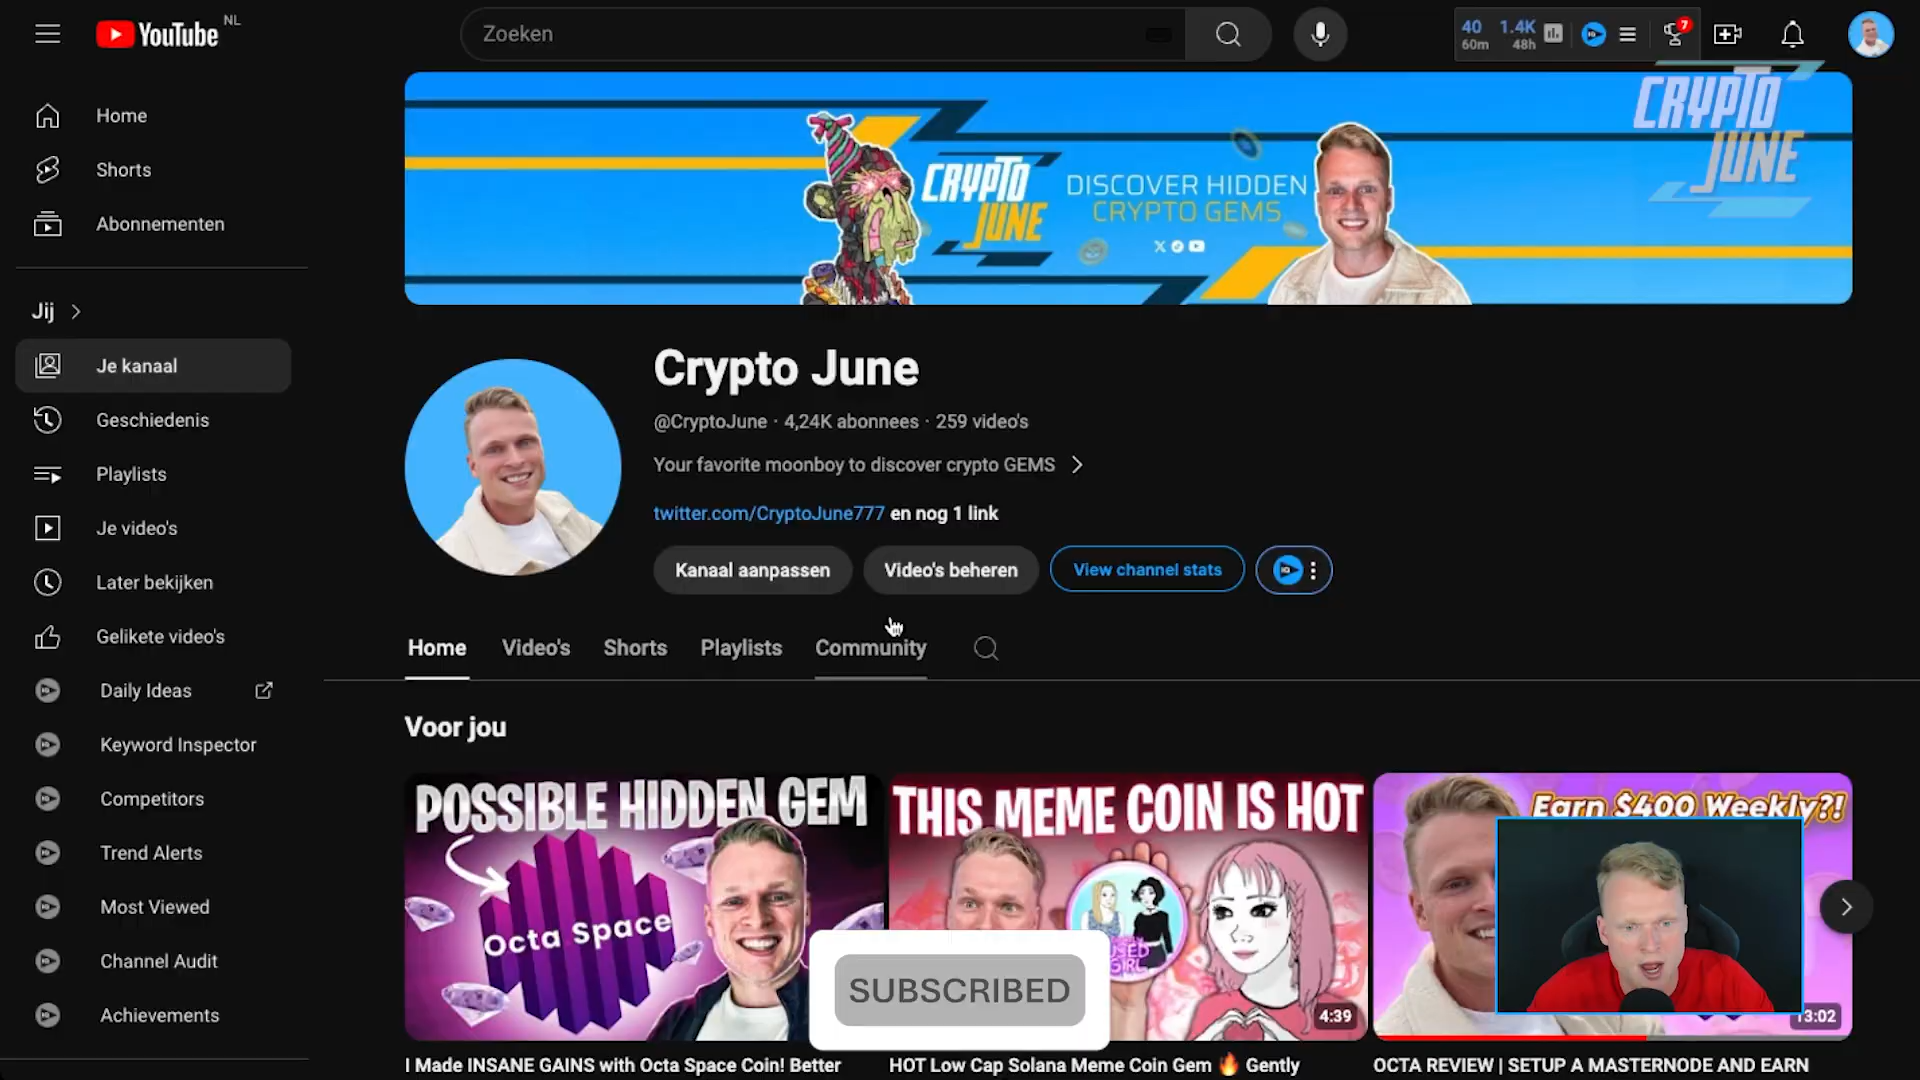 YouTube NL
Zoeken
40 1.4K
60m 48h
7
Home
Shorts
Abonnementen
Jij
Je kanaal
Geschiedenis
Playlists
Je video's
Later bekijken
Gelikete video's
Daily Ideas
Keyword Inspector
Competitors
Trend Alerts
Most Viewed
Channel Audit
Achievements
CRYPTO
JUNE
DISCOVER HIDDEN
CRYPTO GEMS
CRYPTO
JUNE
Crypto June
@CryptoJune · 4,24K abonnees · 259 video's
Your favorite moonboy to discover crypto GEMS
twitter.com/CryptoJune777 en nog 1 link
Kanaal aanpassen
Video's beheren
View channel stats
Home
Video's
Shorts
Playlists
Community
Voor jou
POSSIBLE HIDDEN GEM
Octa Space
THIS MEME COIN IS HOT
GIRL
4:39
Earn $400 Weekly?!
13:02
SUBSCRIBED
I Made INSANE GAINS with Octa Space Coin! Better
HOT Low Cap Solana Meme Coin Gem 🔥 Gently
OCTA REVIEW | SETUP A MASTERNODE AND EARN